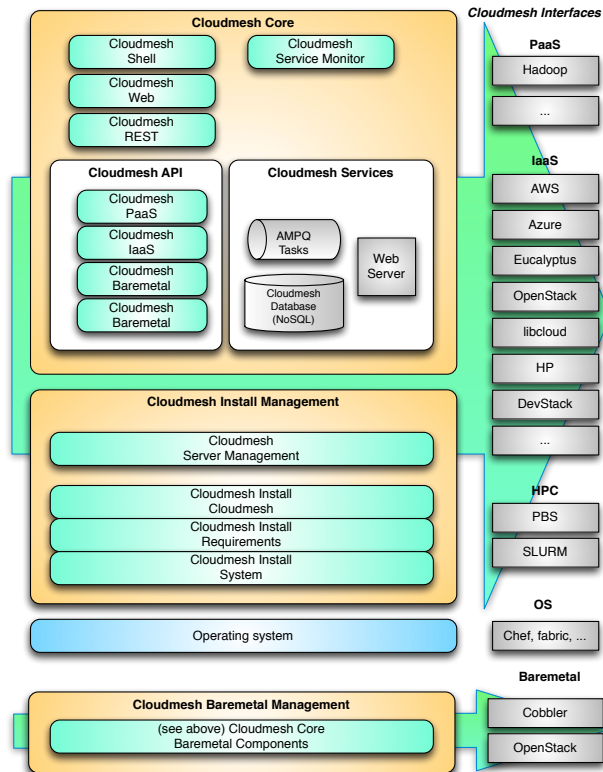 Cloudmesh Core
Cloudmesh
Shell
Cloudmesh
Service Monitor
Cloudmesh
Web
Cloudmesh
REST
Cloudmesh API
Cloudmesh
PaaS
Cloudmesh
IaaS
Cloudmesh
Baremetal
Cloudmesh
Baremetal
Cloudmesh Services
AMPQ
Tasks
Web
Server
Cloudmesh
Database
(NoSQL)
Cloudmesh Install Management
Cloudmesh
Server Management
Cloudmesh Install
Cloudmesh
Cloudmesh Install
Requirements
Cloudmesh Install
System
Operating system
Cloudmesh Baremetal Management
(see above) Cloudmesh Core
Baremetal Components
Cloudmesh Interfaces
PaaS
Hadoop
...
IaaS
AWS
Azure
Eucalyptus
OpenStack
libcloud
HP
DevStack
...
HPC
PBS
SLURM
OS
Chef, fabric, ...
Baremetal
Cobbler
OpenStack